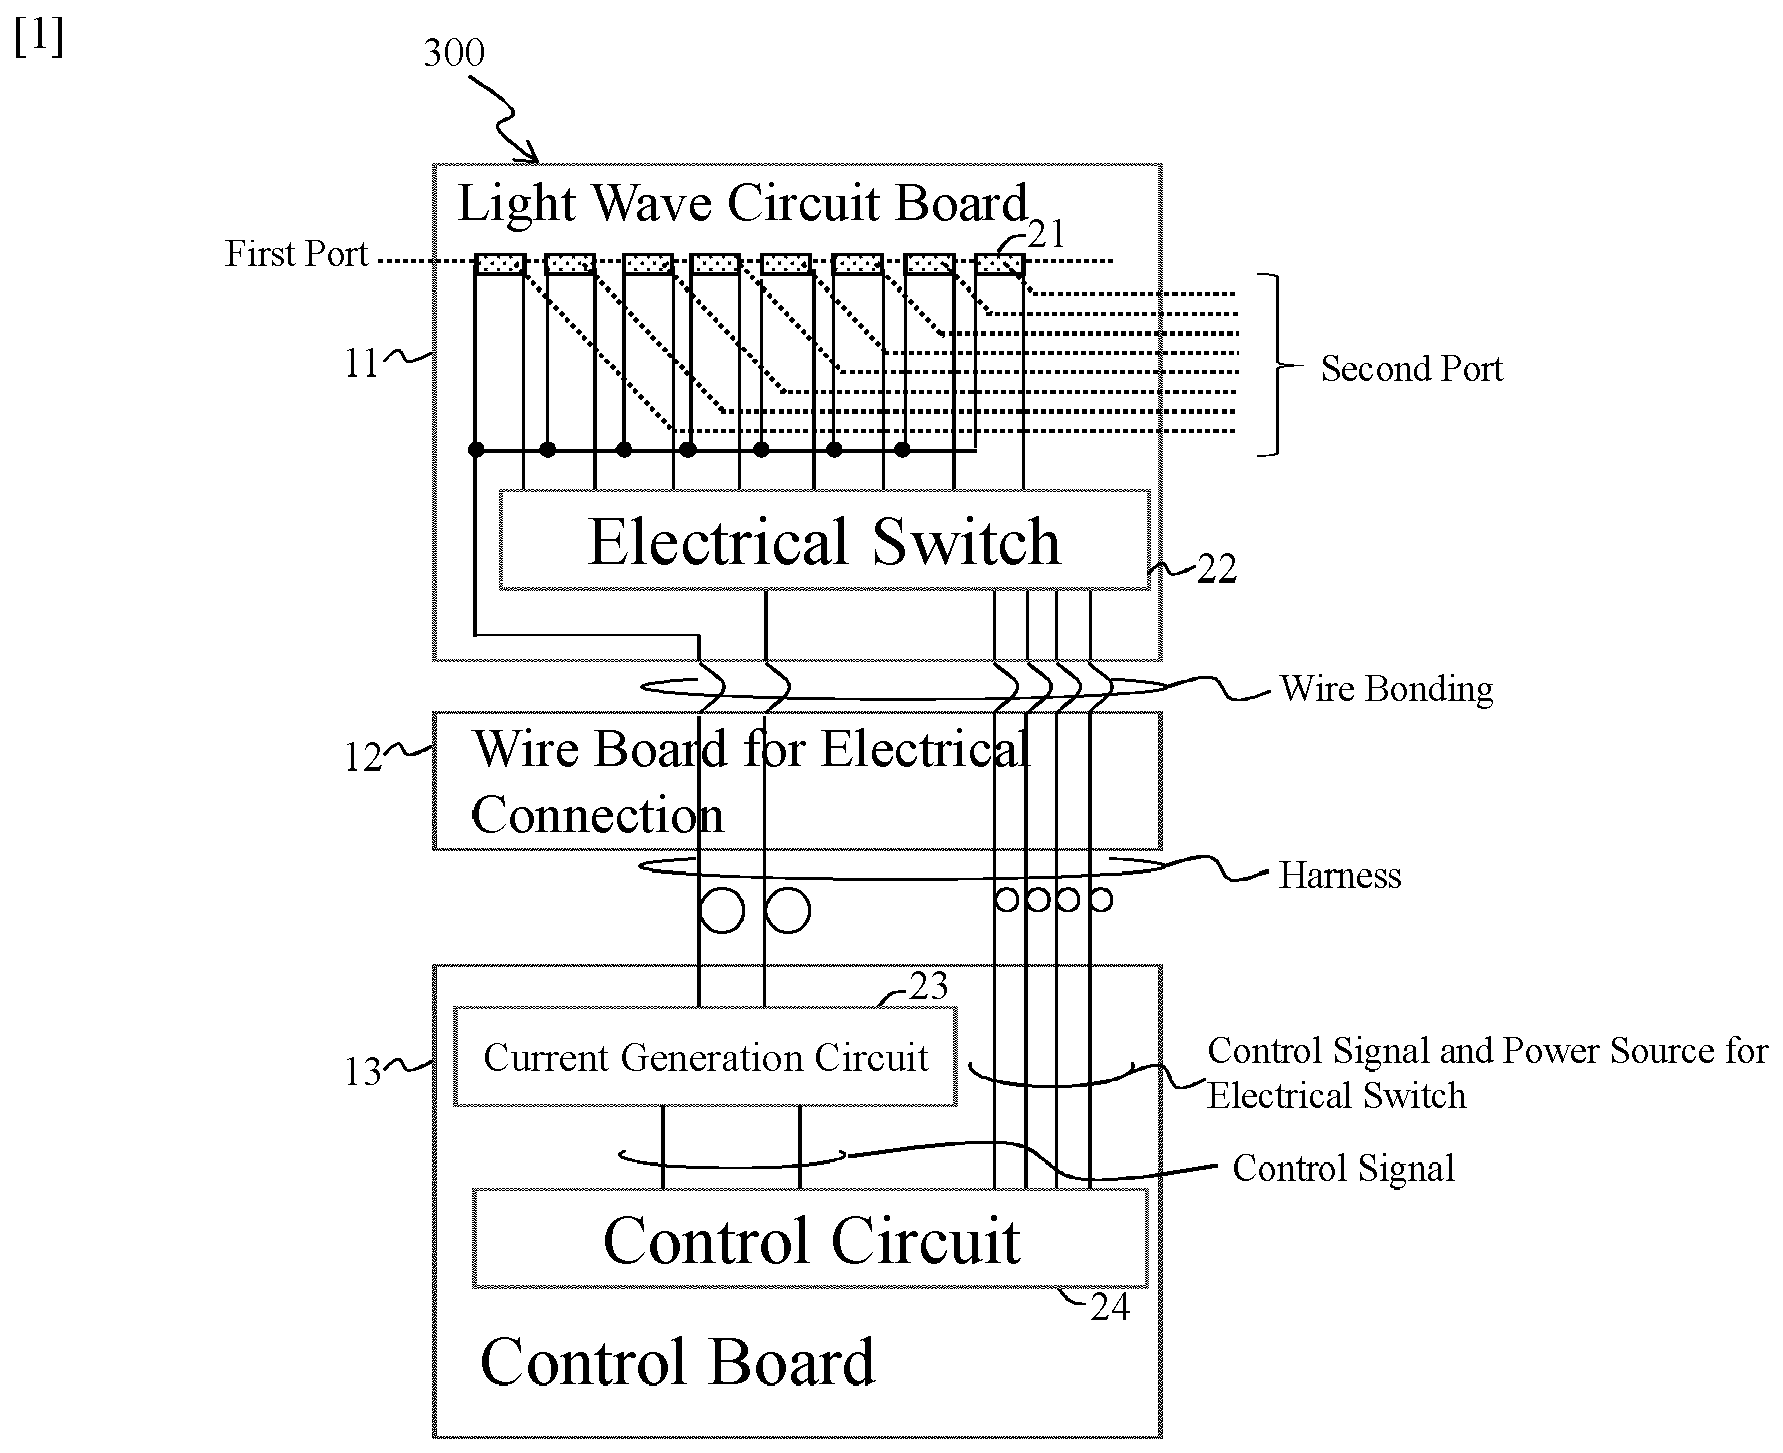 [1]
300
Light Wave Circuit Board
21
First Port
11
Second Port
Electrical Switch
22
Wire Bonding
12
Wire Board for Electrical
Connection
Harness
23
13
Current Generation Circuit
Control Signal and Power Source for
Electrical Switch
Control Signal
Control Circuit
24
Control Board